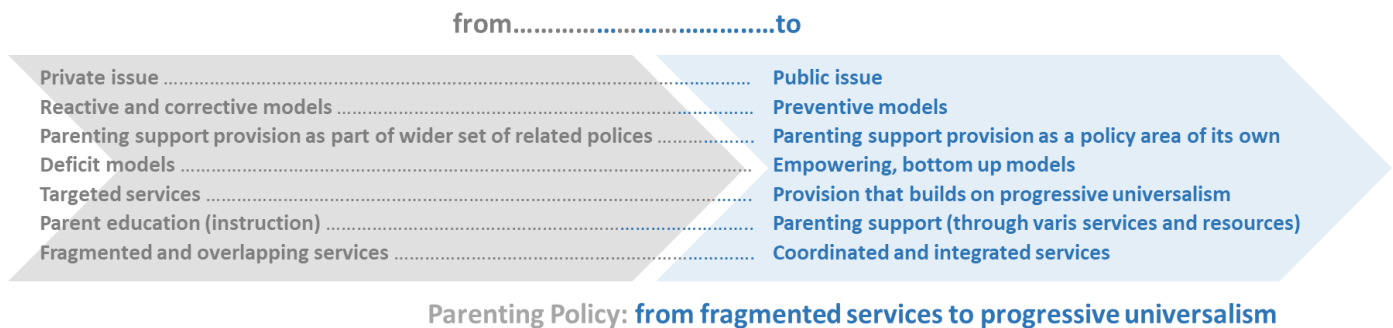 from……………………………to
Private issue ……………………………………………………………………………… Public issue
Reactive and corrective models ……………………………………………………… Preventive models
Parenting support provision as part of wider set of related polices …………… Parenting support provision as a policy area of its own
Deficit models …………………………………………………………………………… Empowering, bottom up models
Targeted services ………………………………………………………………………… Provision that builds on progressive universalism
Parent education (instruction) ………………………………………………………… Parenting support (through varis services and resources)
Fragmented and overlapping services ……………………………………………… Coordinated and integrated services
Parenting Policy: from fragmented services to progressive universalism